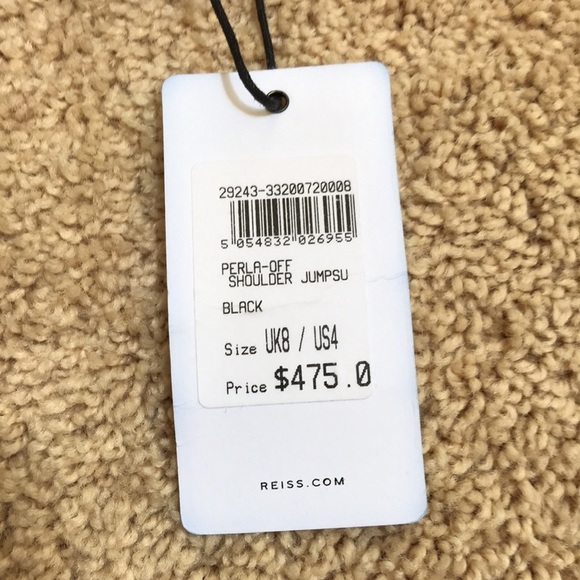 29243-33200720008
5 054832 026955
PERLA-OFF
SHOULDER JUMPSU
BLACK
Size UK8 / US4
Price $475.0
REISS.COM